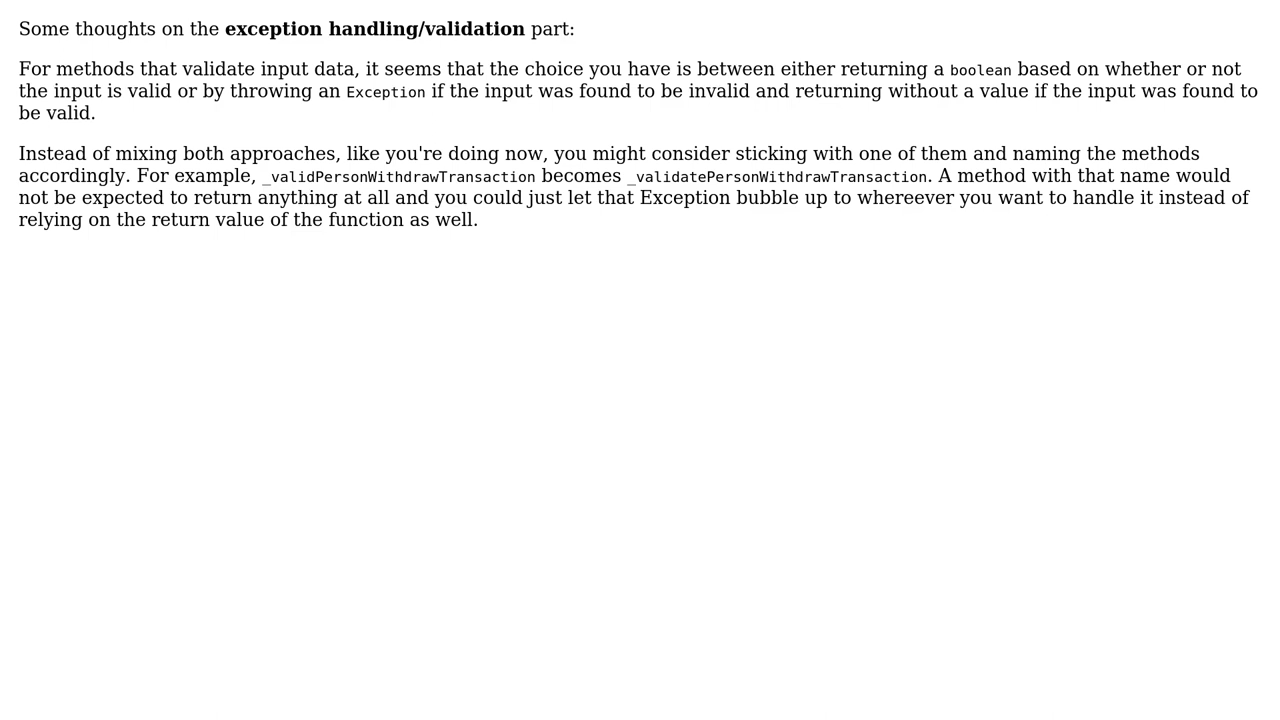 Some thoughts on the exception handling/validation part:
For methods that validate input data, it seems that the choice you have is between either returning a boolean based on whether or not
the input is valid or by throwing an Exception if the input was found to be invalid and returning without a value if the input was found to
be valid.
Instead of mixing both approaches, like you're doing now, you might consider sticking with one of them and naming the methods
accordingly. For example, _validPersonWithdrawTransaction becomes _validatePersonWithdrawTransaction. A method with that name would
not be expected to return anything at all and you could just let that Exception bubble up to whereever you want to handle it instead of
relying on the return value of the function as well.